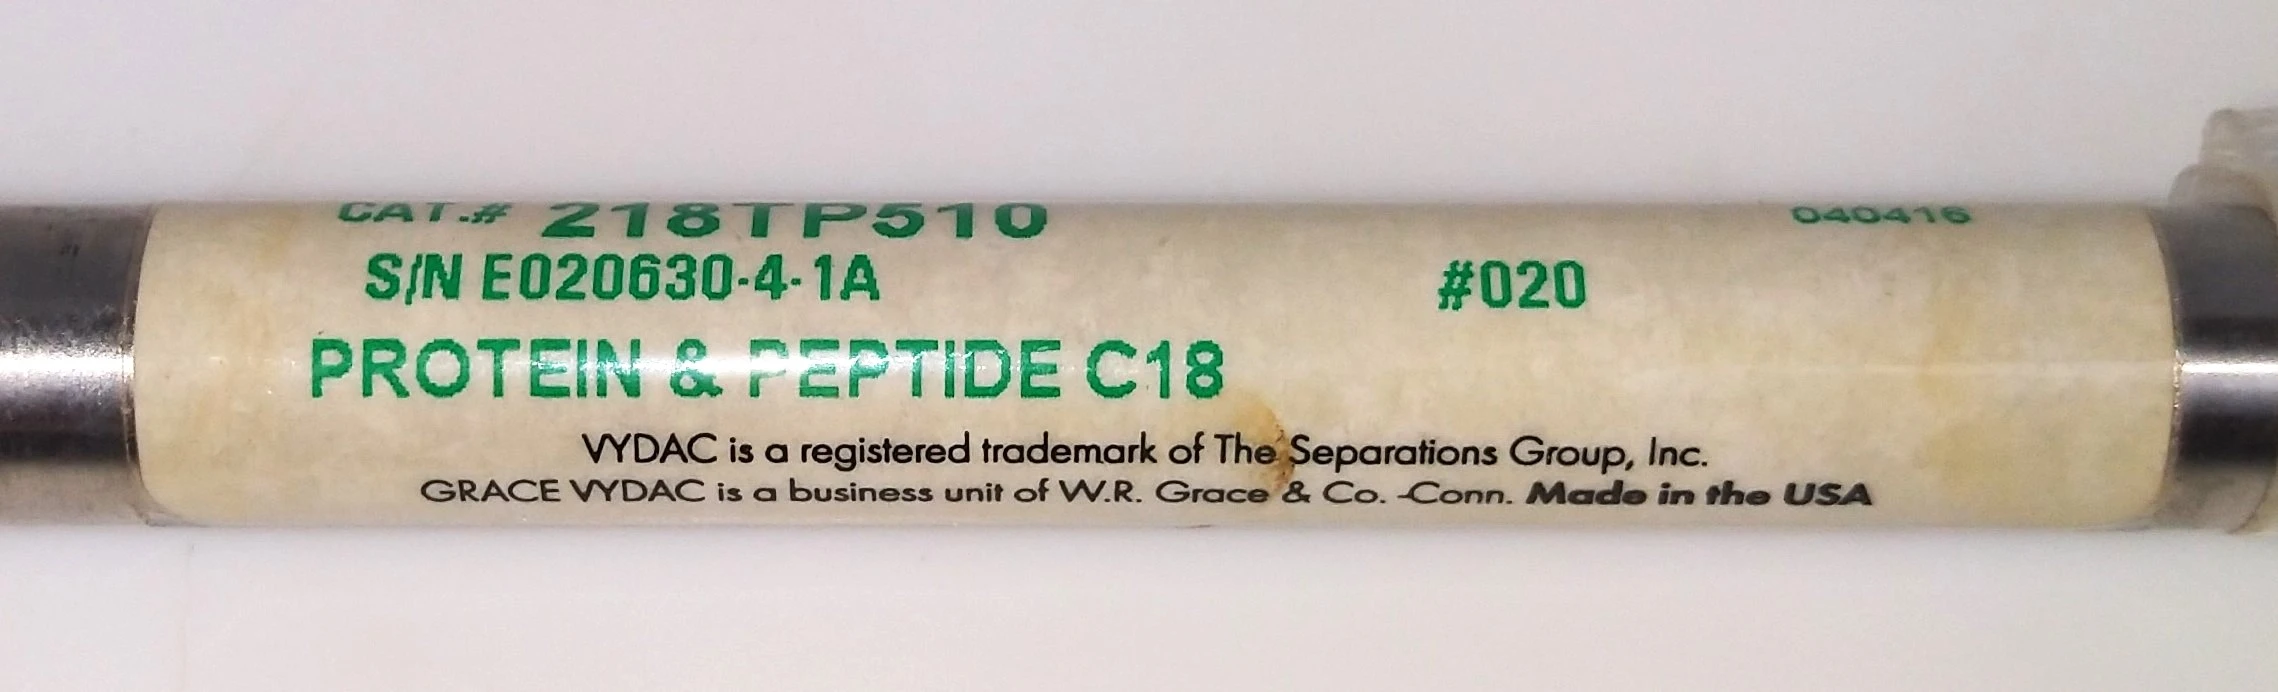 CAT.# 218TP510 040416
S/N E020630-4-1A #020
PROTEIN & PEPTIDE C18
VYDAC is a registered trademark of The Separations Group, Inc.
GRACE VYDAC is a business unit of W.R. Grace & Co. -Conn. Made in the USA